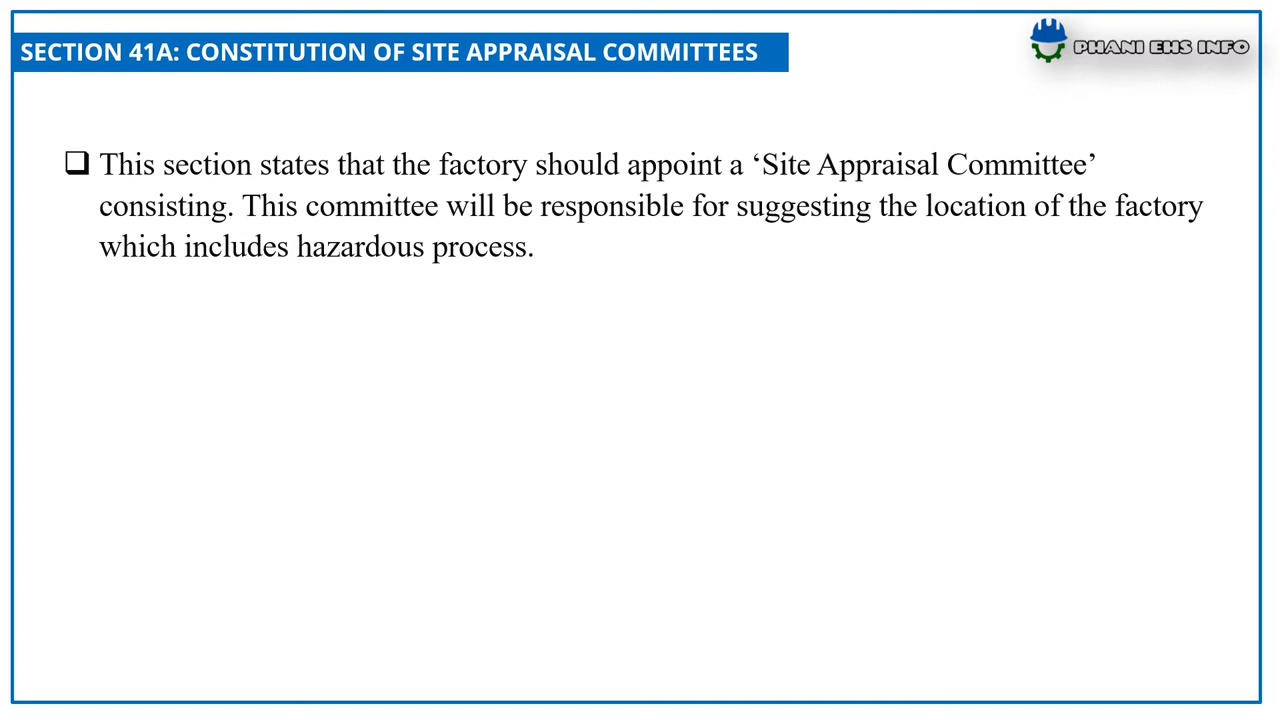 SECTION 41A: CONSTITUTION OF SITE APPRAISAL COMMITTEES
PHANI EHS INFO
❑ This section states that the factory should appoint a ‘Site Appraisal Committee’
consisting. This committee will be responsible for suggesting the location of the factory
which includes hazardous process.